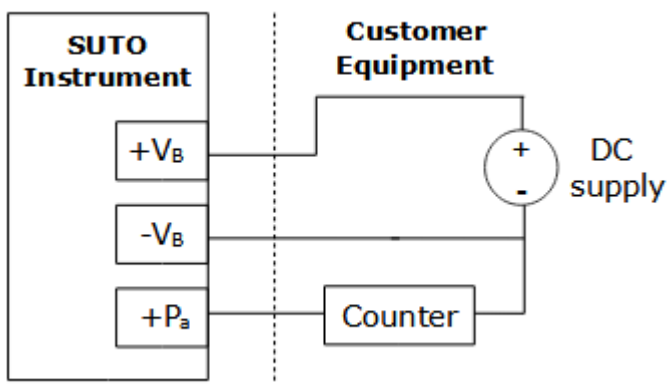 SUTO
Instrument
Customer
Equipment
+VB
+
-
DC
supply
-VB
+Pa
Counter